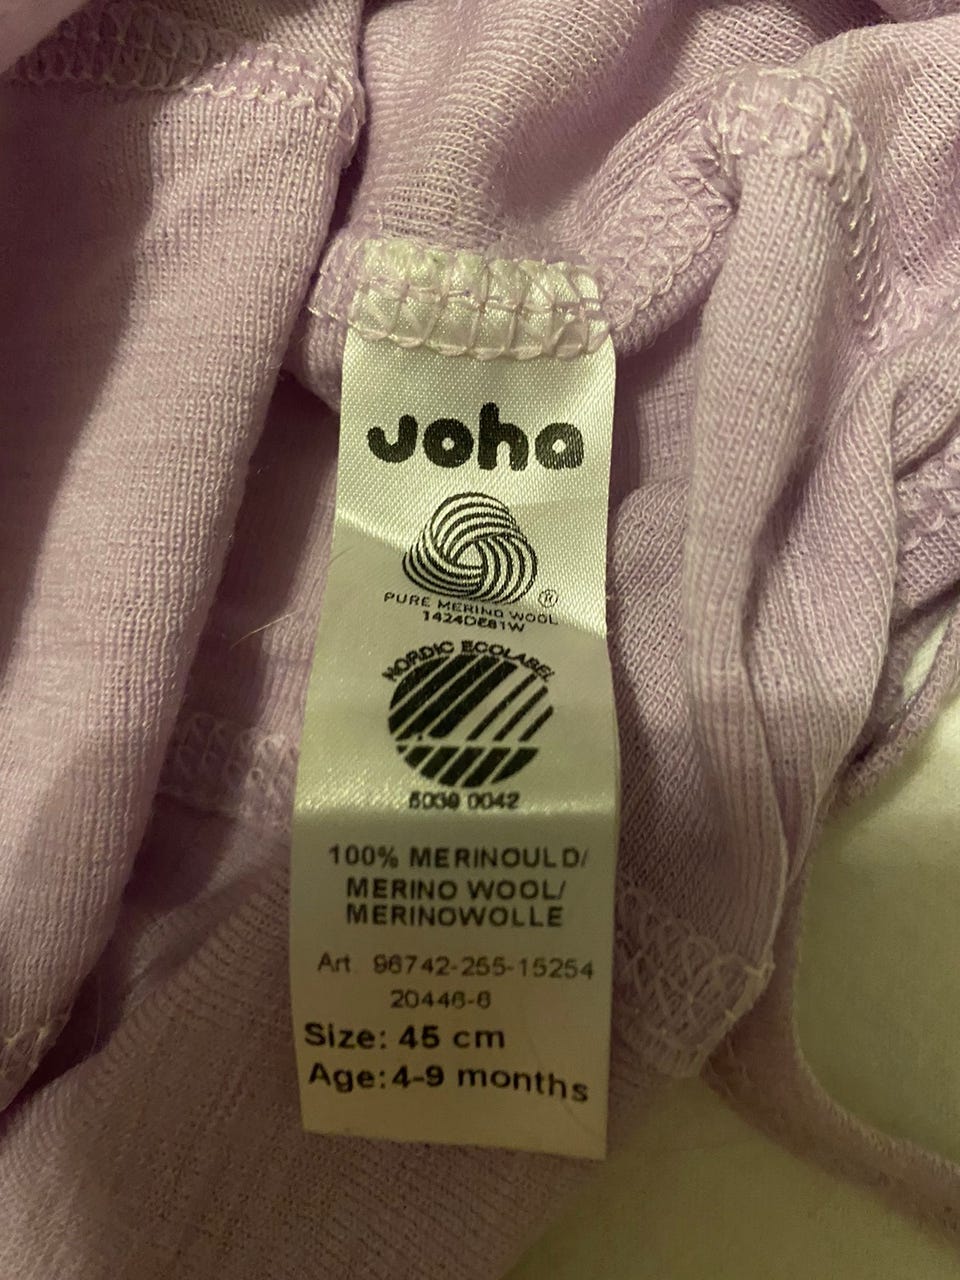 Joha
®
PURE MERINO WOOL
1424DE81W
NORDIC ECOLABEL
5039 0042
100% MERINOULD/
MERINO WOOL/
MERINOWOLLE
Art. 96742-255-15254
20446-6
Size: 45 cm
Age: 4-9 months